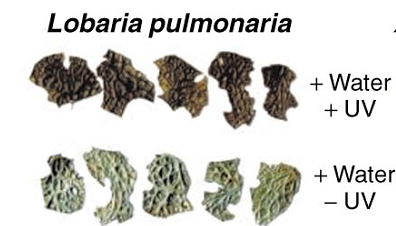 Lobaria pulmonaria
+ Water
+ UV
+ Water
− UV